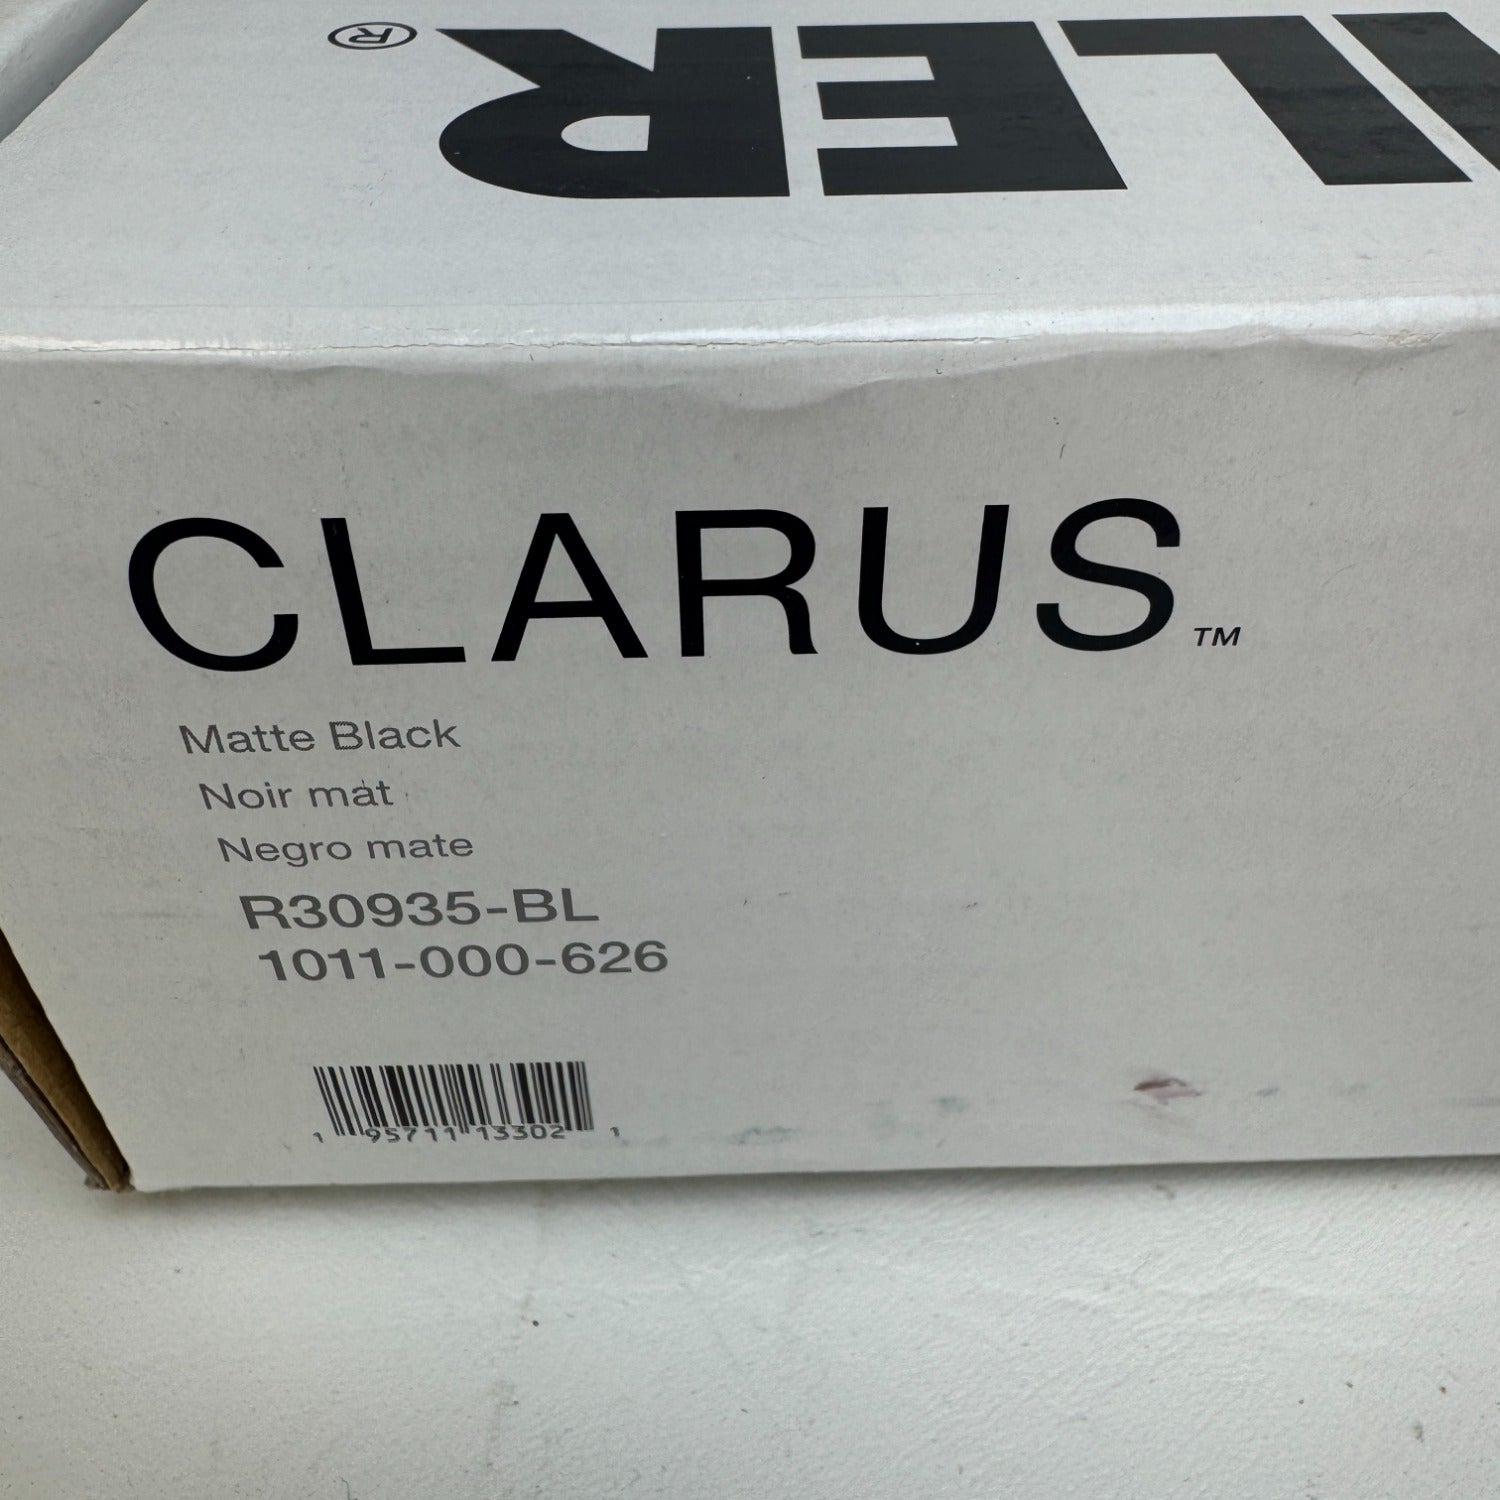 LER®
CLARUS™
Matte Black
Noir mat
Negro mate
R30935-BL
1011-000-626
1 95711 13302 1